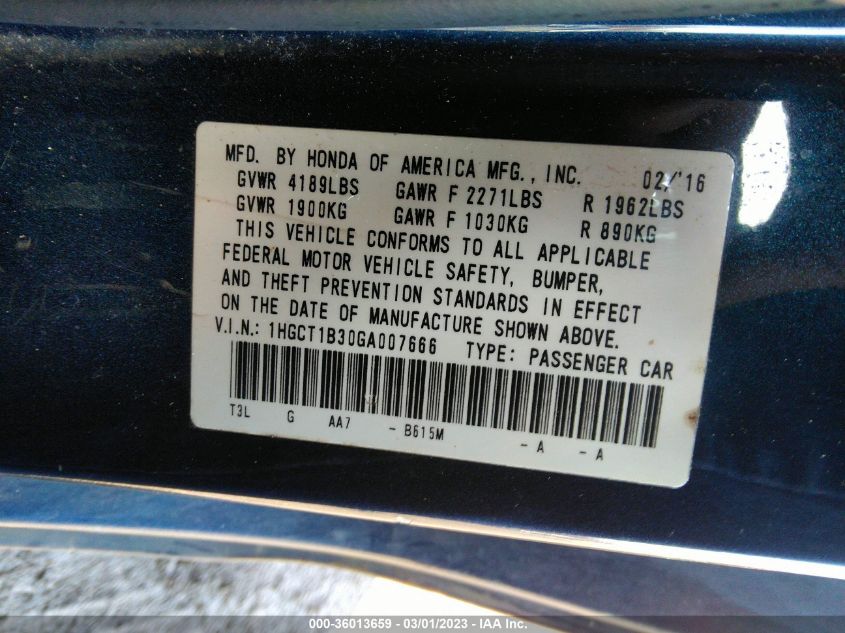 MFD. BY HONDA OF AMERICA MFG., INC. 02/'16
GVWR 4189LBS GAWR F 2271LBS R 1962LBS
GVWR 1900KG GAWR F 1030KG R 890KG
THIS VEHICLE CONFORMS TO ALL APPLICABLE
FEDERAL MOTOR VEHICLE SAFETY, BUMPER,
AND THEFT PREVENTION STANDARDS IN EFFECT
ON THE DATE OF MANUFACTURE SHOWN ABOVE.
V.I.N.: 1HGCT1B30GA007666 TYPE: PASSENGER CAR
T3L G AA7 - B615M - A - A
000-36013659 - 03/01/2023 - IAA Inc.